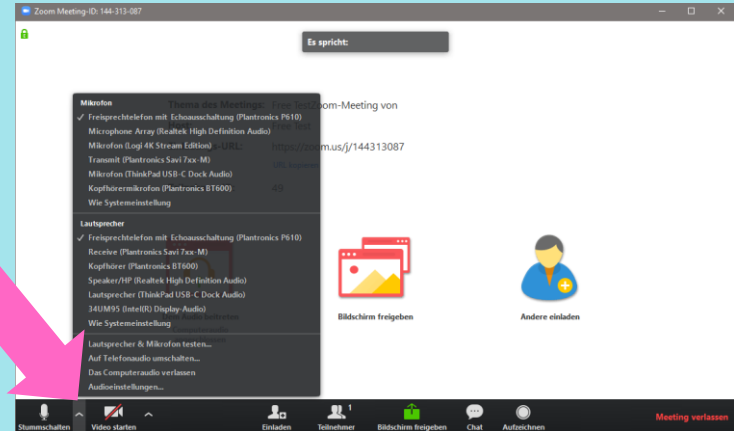 Zoom Meeting-ID: 144-313-087
Es spricht:
Thema des Meetings: Free TestZoom-Meeting von
Mikrofon
✓ Freisprechtelefon mit Echoausschaltung (Plantronics P610)
Microphone Array (Realtek High Definition Audio)
Mikrofon (Logi 4K Stream Edition)
https://zoom.us/j/144313087
Transmit (Plantronics Savi 7xx-M)
Mikrofon (ThinkPad USB-C Dock Audio)
Kopfhörermikrofon (Plantronics BT600)
49
Wie Systemeinstellung
Lautsprecher
✓ Freisprechtelefon mit Echoausschaltung (Plantronics P610)
Receive (Plantronics Savi 7xx-M)
Kopfhörer (Plantronics BT600)
Speaker/HP (Realtek High Definition Audio)
Lautsprecher (ThinkPad USB-C Dock Audio)
34UM95 (Intel(R) Display-Audio)
Wie Systemeinstellung
Lautsprecher & Mikrofon testen...
Auf Telefonaudio umschalten...
Das Computeraudio verlassen
Audioeinstellungen...
Bildschirm freigeben
Andere einladen
Stummschalten
Video starten
Einladen
1
Teilnehmer
Bildschirm freigeben
Chat
Aufzeichnen
Meeting verlassen